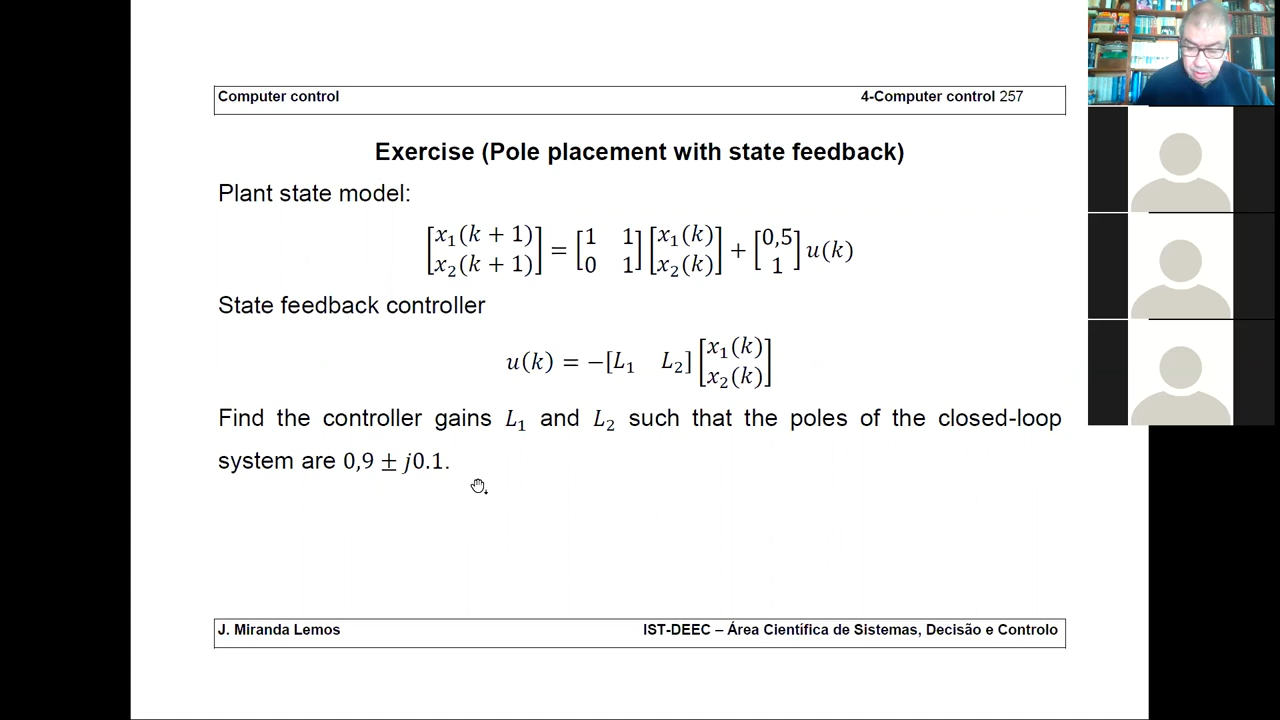 Computer control 4-Computer control 257
Exercise (Pole placement with state feedback)
Plant state model:
[x₁(k + 1) x₂(k + 1)] = [1 1 0 1] [x₁(k) x₂(k)] + [0,5 1] u(k)
State feedback controller
u(k) = −[L₁ L₂] [x₁(k) x₂(k)]
Find the controller gains L₁ and L₂ such that the poles of the closed-loop
system are 0,9 ± j0.1.
J. Miranda Lemos IST-DEEC – Área Científica de Sistemas, Decisão e Controlo